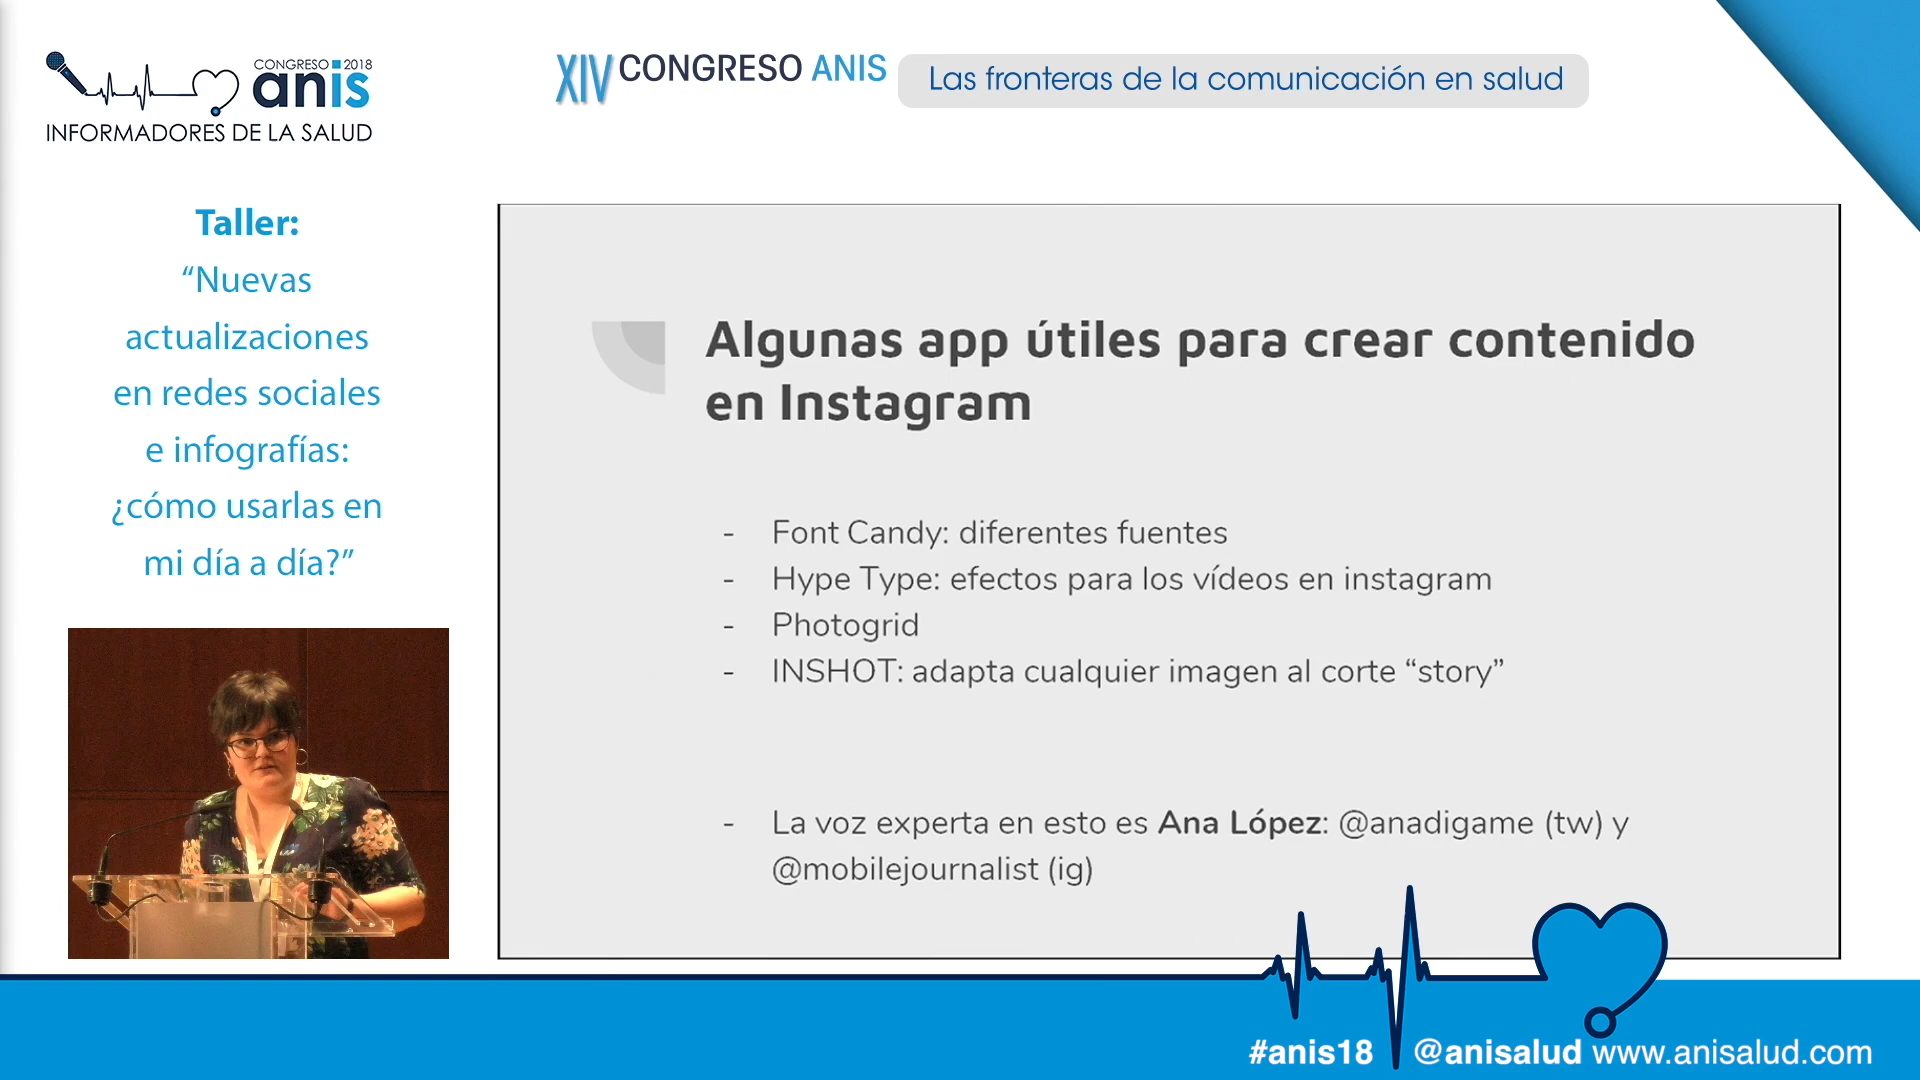 CONGRESO 2018
anis
INFORMADORES DE LA SALUD
XIV CONGRESO ANIS
Las fronteras de la comunicación en salud
Taller:
“Nuevas
actualizaciones
en redes sociales
e infografías:
¿cómo usarlas en
mi día a día?”
Algunas app útiles para crear contenido
en Instagram
- Font Candy: diferentes fuentes
- Hype Type: efectos para los vídeos en instagram
- Photogrid
- INSHOT: adapta cualquier imagen al corte “story”
- La voz experta en esto es Ana López: @anadigame (tw) y
@mobilejournalist (ig)
#anis18 @anisalud www.anisalud.com